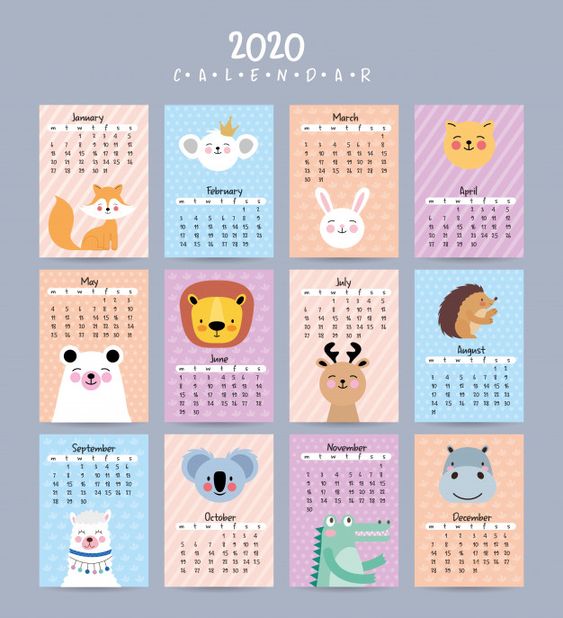 2020
CALENDAR
January
m t w t f s s
1 2 3 4 5
6 7 8 9 10 11 12
13 14 15 16 17 18 19
20 21 22 23 24 25 26
27 28 29 30 31
February
m t w t f s s
1 2
3 4 5 6 7 8 9
10 11 12 13 14 15 16
17 18 19 20 21 22 23
24 25 26 27 28 29
March
m t w t f s s
1
2 3 4 5 6 7 8
9 10 11 12 13 14 15
16 17 18 19 20 21 22
23 24 25 26 27 28 29
30 31
April
m t w t f s s
1 2 3 4 5
6 7 8 9 10 11 12
13 14 15 16 17 18 19
20 21 22 23 24 25 26
27 28 29 30
May
m t w t f s s
1 2 3
4 5 6 7 8 9 10
11 12 13 14 15 16 17
18 19 20 21 22 23 24
25 26 27 28 29 30 31
June
m t w t f s s
1 2 3 4 5 6 7
8 9 10 11 12 13 14
15 16 17 18 19 20 21
22 23 24 25 26 27 28
29 30
July
m t w t f s s
1 2 3 4 5
6 7 8 9 10 11 12
13 14 15 16 17 18 19
20 21 22 23 24 25 26
27 28 29 30 31
August
m t w t f s s
1 2
3 4 5 6 7 8 9
10 11 12 13 14 15 16
17 18 19 20 21 22 23
24 25 26 27 28 29 30
31
September
m t w t f s s
1 2 3 4 5 6
7 8 9 10 11 12 13
14 15 16 17 18 19 20
21 22 23 24 25 26 27
28 29 30
October
m t w t f s s
1 2 3 4
5 6 7 8 9 10 11
12 13 14 15 16 17 18
19 20 21 22 23 24 25
26 27 28 29 30 31
November
m t w t f s s
1
2 3 4 5 6 7 8
9 10 11 12 13 14 15
16 17 18 19 20 21 22
23 24 25 26 27 28 29
30
December
m t w t f s s
1 2 3 4 5 6
7 8 9 10 11 12 13
14 15 16 17 18 19 20
21 22 23 24 25 26 27
28 29 30 31